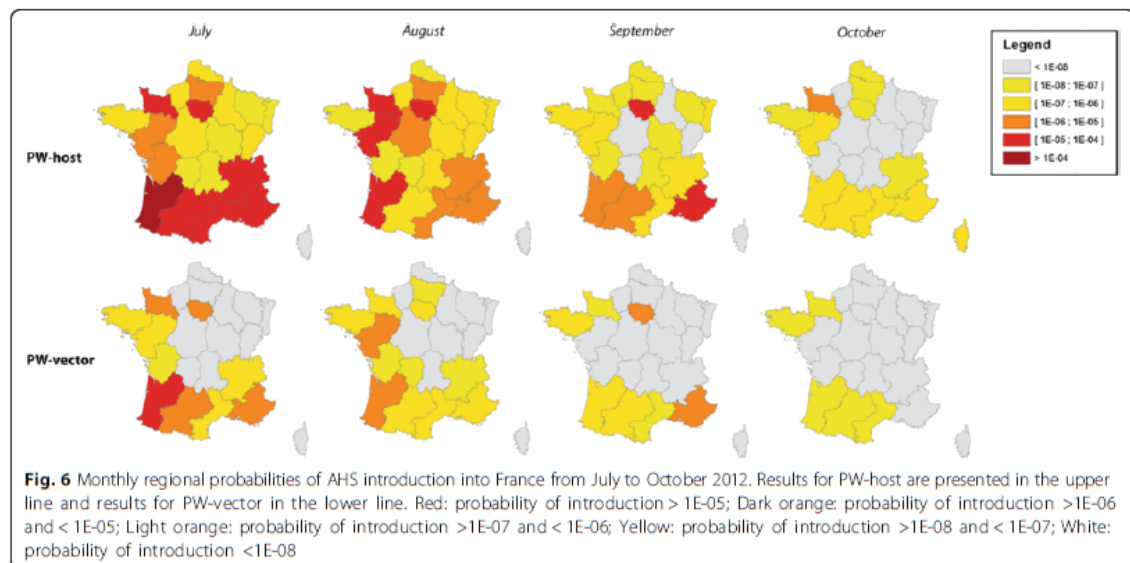 July August September October
Legend
< 1E-08
[ 1E-08 ; 1E-07 ]
[ 1E-07 ; 1E-06 ]
[ 1E-06 ; 1E-05 ]
[ 1E-05 ; 1E-04 ]
> 1E-04
PW-host
PW-vector
Fig. 6 Monthly regional probabilities of AHS introduction into France from July to October 2012. Results for PW-host are presented in the upper
line and results for PW-vector in the lower line. Red: probability of introduction > 1E-05; Dark orange: probability of introduction >1E-06
and < 1E-05; Light orange: probability of introduction >1E-07 and < 1E-06; Yellow: probability of introduction >1E-08 and < 1E-07; White:
probability of introduction <1E-08